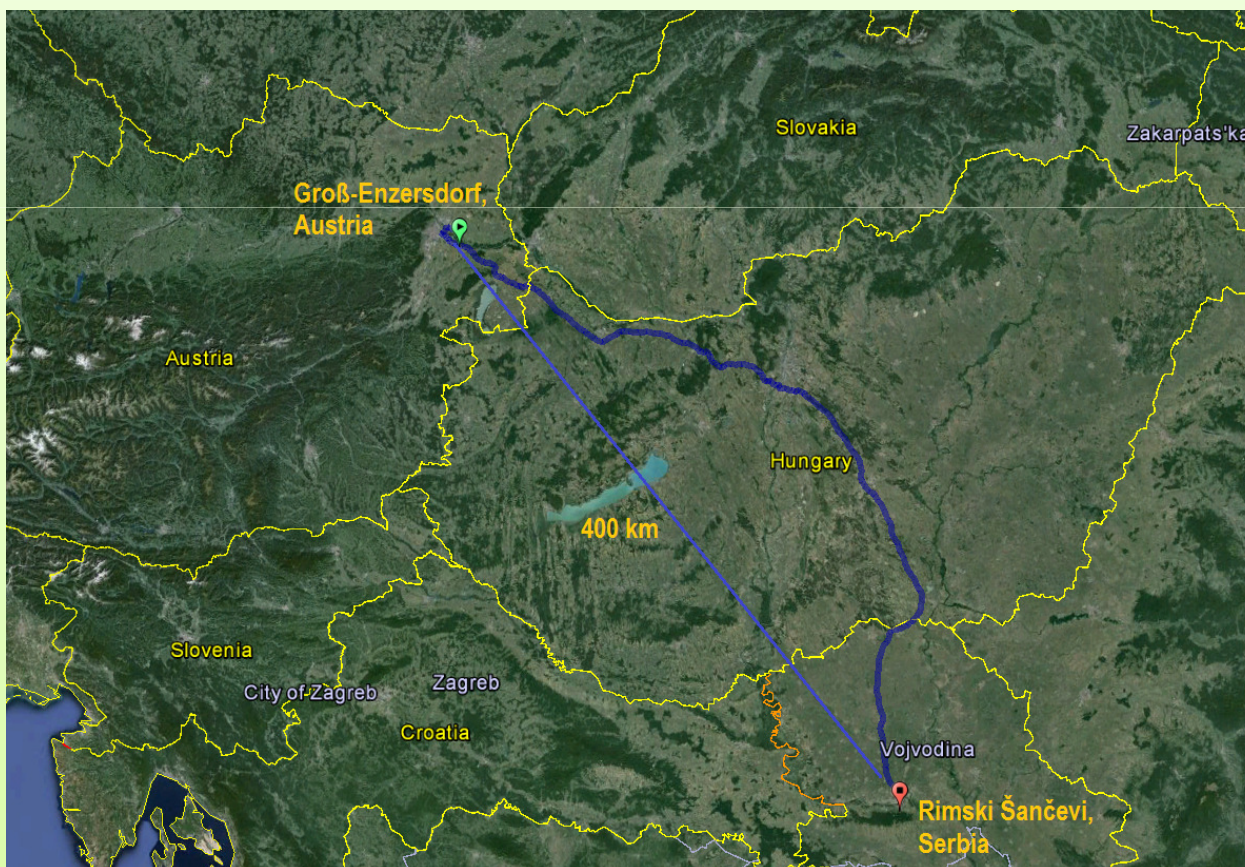 Slovakia
Zakarpats'ka
Groß-Enzersdorf,
Austria
Austria
Hungary
400 km
Slovenia
City of Zagreb
Zagreb
Croatia
Vojvodina
Rimski Šančevi,
Serbia